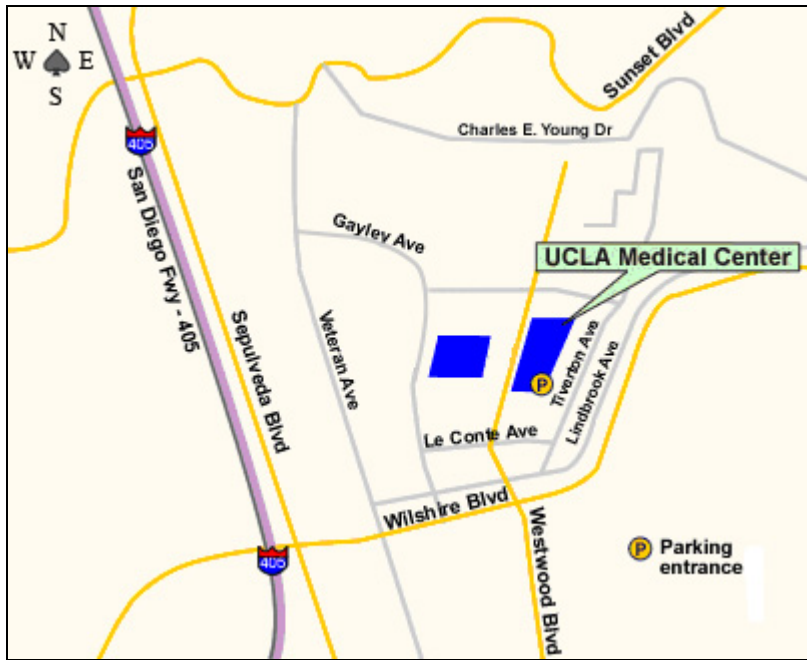 N
W E
S
Sunset Blvd
405
Charles E. Young Dr
San Diego Fwy - 405
Gayley Ave
UCLA Medical Center
Sepulveda Blvd
Veteran Ave
Tiverton Ave
Lindbrook Ave
P
Le Conte Ave
Wilshire Blvd
Westwood Blvd
405
P Parking
entrance